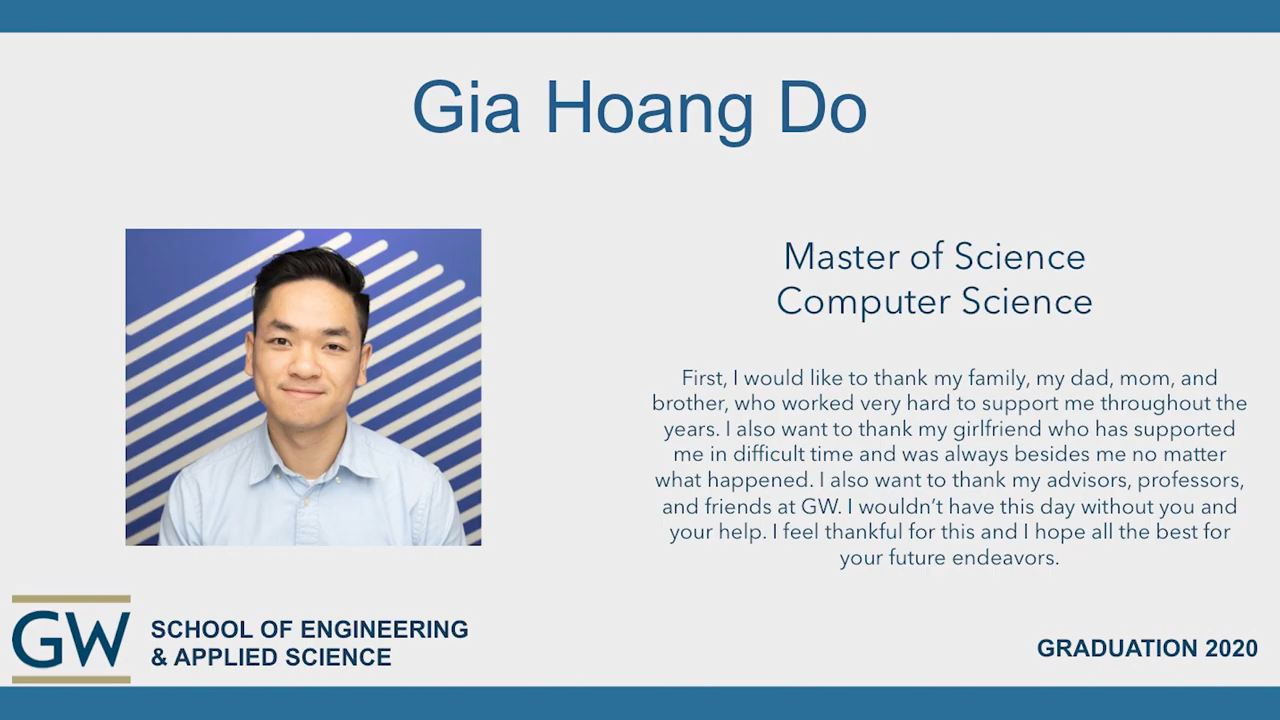 Gia Hoang Do
Master of Science
Computer Science
First, I would like to thank my family, my dad, mom, and
brother, who worked very hard to support me throughout the
years. I also want to thank my girlfriend who has supported
me in difficult time and was always besides me no matter
what happened. I also want to thank my advisors, professors,
and friends at GW. I wouldn’t have this day without you and
your help. I feel thankful for this and I hope all the best for
your future endeavors.
GW
SCHOOL OF ENGINEERING
& APPLIED SCIENCE
GRADUATION 2020